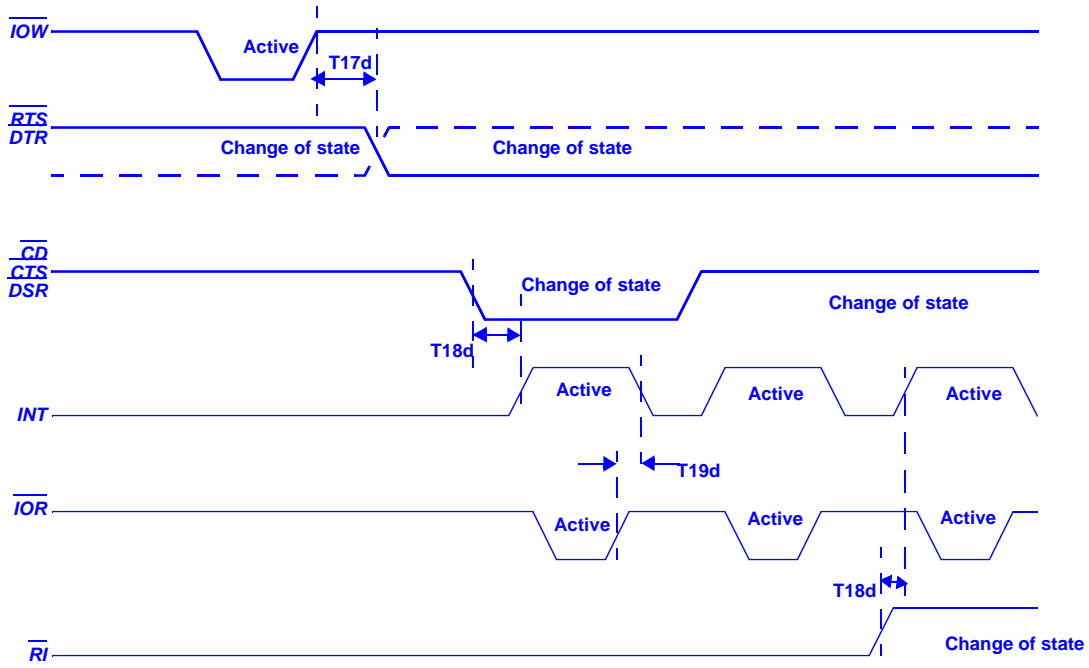 IOW
Active
T17d
RTS
DTR
Change of state
Change of state
CD
CTS
DSR
Change of state
Change of state
T18d
INT
Active
Active
Active
T19d
IOR
Active
Active
Active
T18d
RI
Change of state